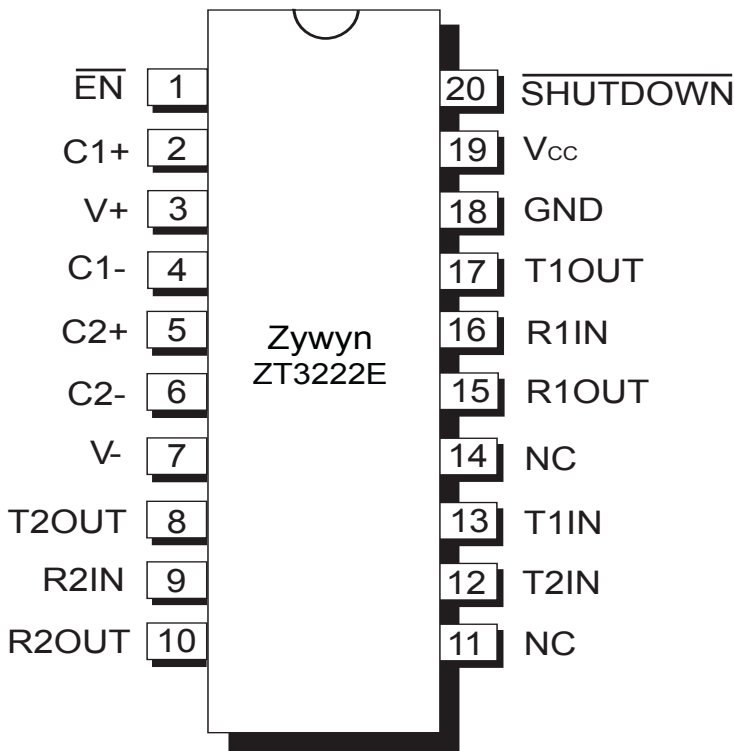 E̅N̅ 1 20 S̅H̅U̅T̅D̅O̅W̅N̅
C1+ 2 19 Vcc
V+ 3 18 GND
C1- 4 17 T1OUT
C2+ 5 16 R1IN
Zywyn
ZT3222E
C2- 6 15 R1OUT
V- 7 14 NC
T2OUT 8 13 T1IN
R2IN 9 12 T2IN
R2OUT 10 11 NC